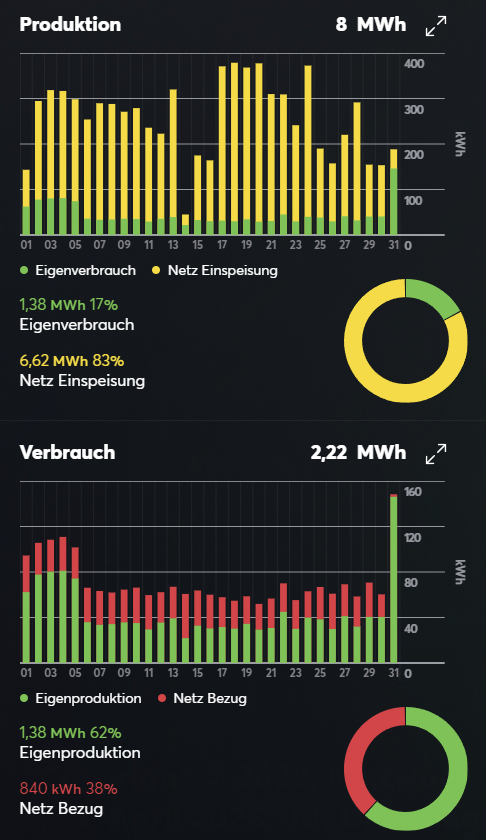 Produktion 8 MWh
400
300
200
100
0
kWh
01 03 05 07 09 11 13 15 17 19 21 23 25 27 29 31
Eigenverbrauch Netz Einspeisung
1,38 MWh 17%
Eigenverbrauch
6,62 MWh 83%
Netz Einspeisung
Verbrauch 2,22 MWh
160
120
80
40
0
kWh
01 03 05 07 09 11 13 15 17 19 21 23 25 27 29 31
Eigenproduktion Netz Bezug
1,38 MWh 62%
Eigenproduktion
840 kWh 38%
Netz Bezug